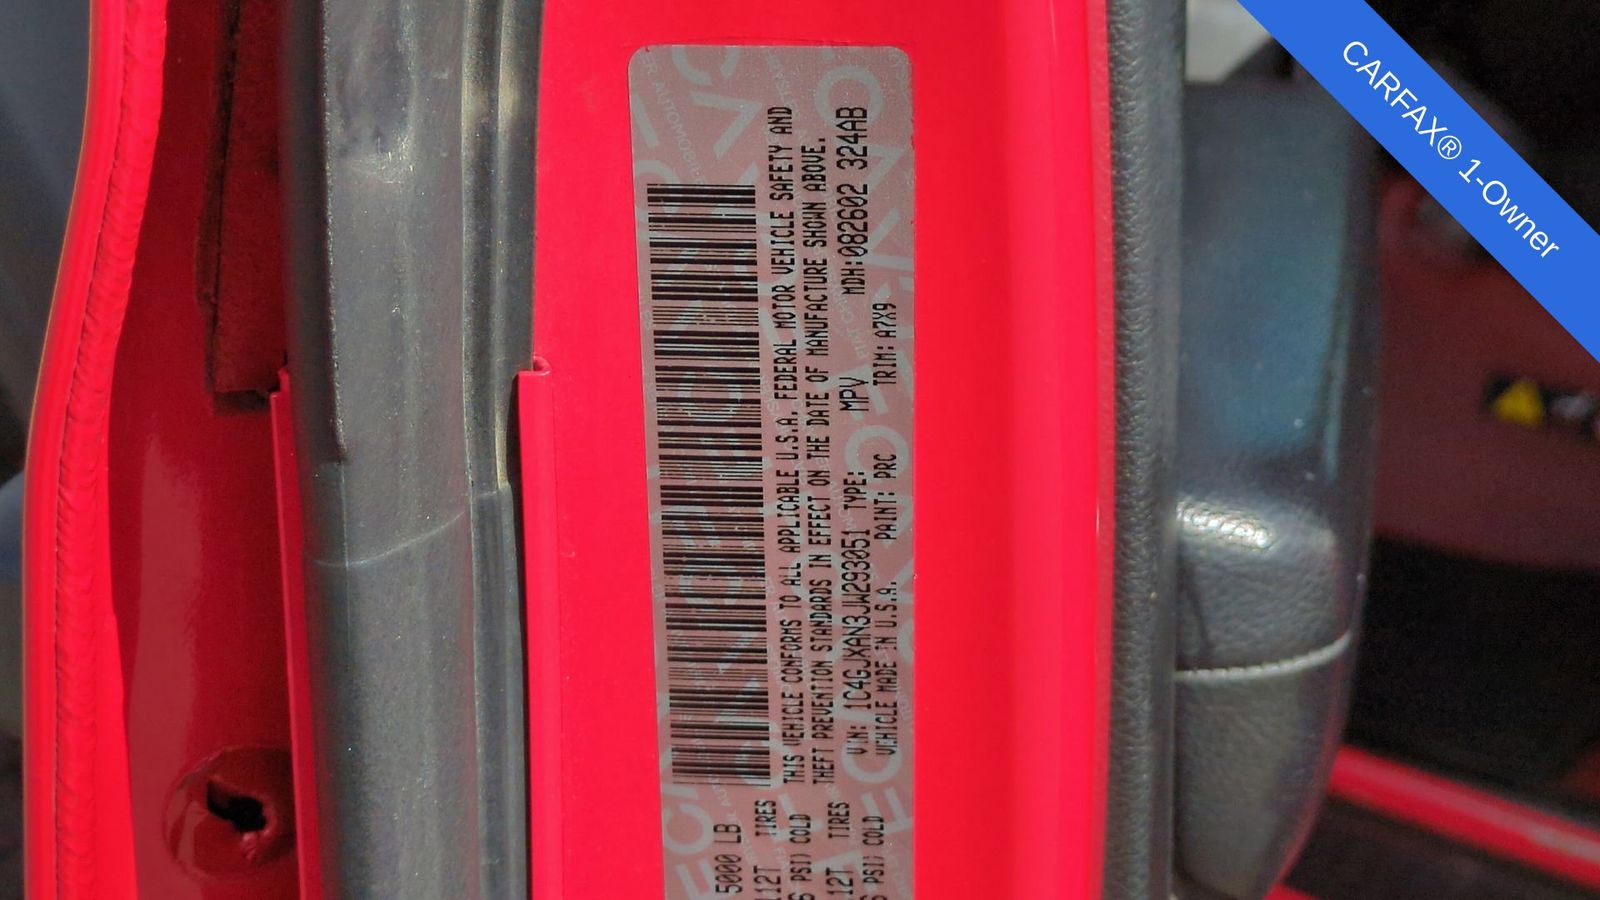 5000 LB
112T TIRES
6 PSI) COLD
12T TIRES
6 PSI) COLD
THIS VEHICLE CONFORMS TO ALL APPLICABLE U.S.A. FEDERAL MOTOR VEHICLE SAFETY AND
THEFT PREVENTION STANDARDS IN EFFECT ON THE DATE OF MANUFACTURE SHOWN ABOVE.
VIN: 1C4GJXAN3JW293051 TYPE: MPV MDH:082602 324AB
VEHICLE MADE IN U.S.A. PAINT: PRC TRIM: A7X9
CARFAX® 1-Owner